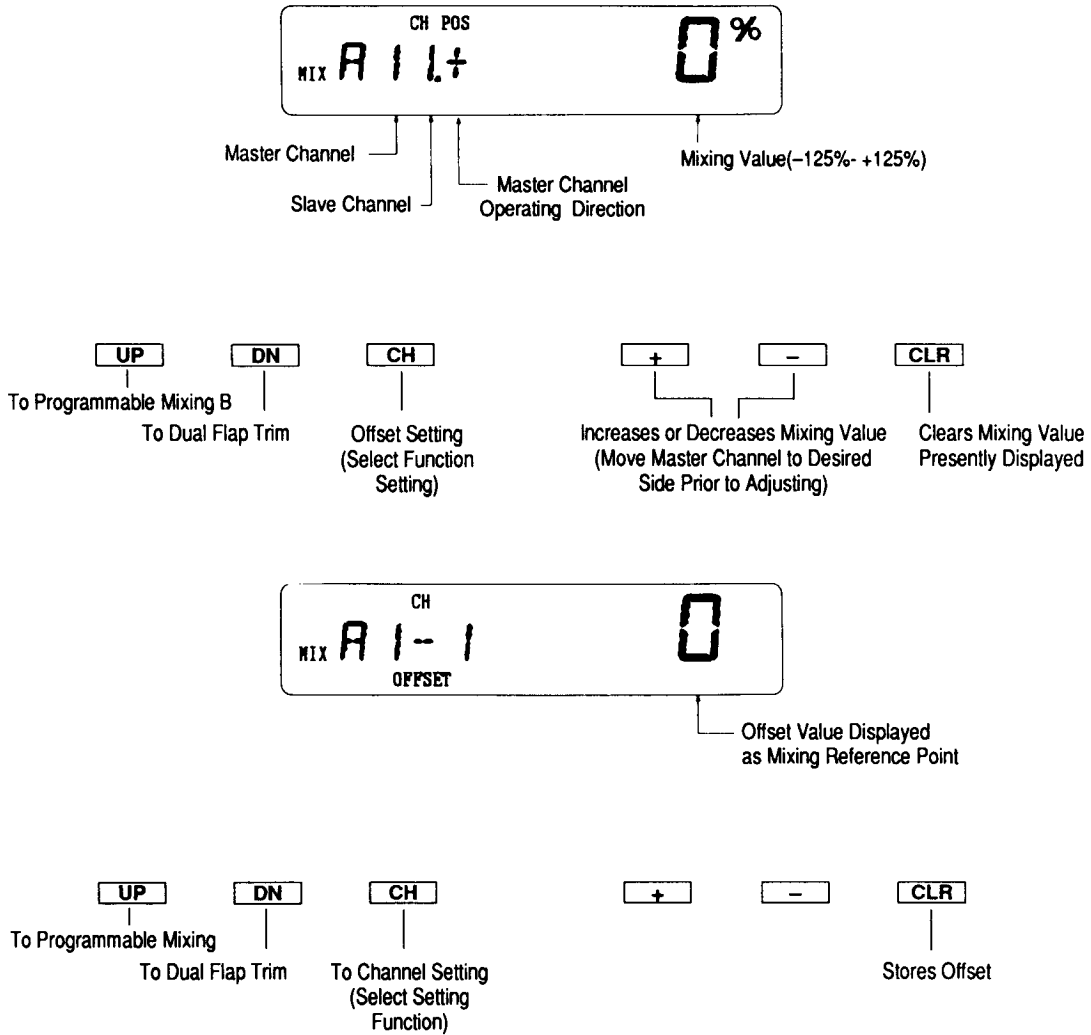 CH POS
MIX A 1 1.+ 0%
Master Channel
Slave Channel
Master Channel
Operating Direction
Mixing Value(–125%- +125%)
UP DN CH + – CLR
To Programmable Mixing B
To Dual Flap Trim
Offset Setting
(Select Function
Setting)
Increases or Decreases Mixing Value
(Move Master Channel to Desired
Side Prior to Adjusting)
Clears Mixing Value
Presently Displayed
CH
MIX A 1-1 0
OFFSET
Offset Value Displayed
as Mixing Reference Point
UP DN CH + – CLR
To Programmable Mixing
To Dual Flap Trim
To Channel Setting
(Select Setting
Function)
Stores Offset